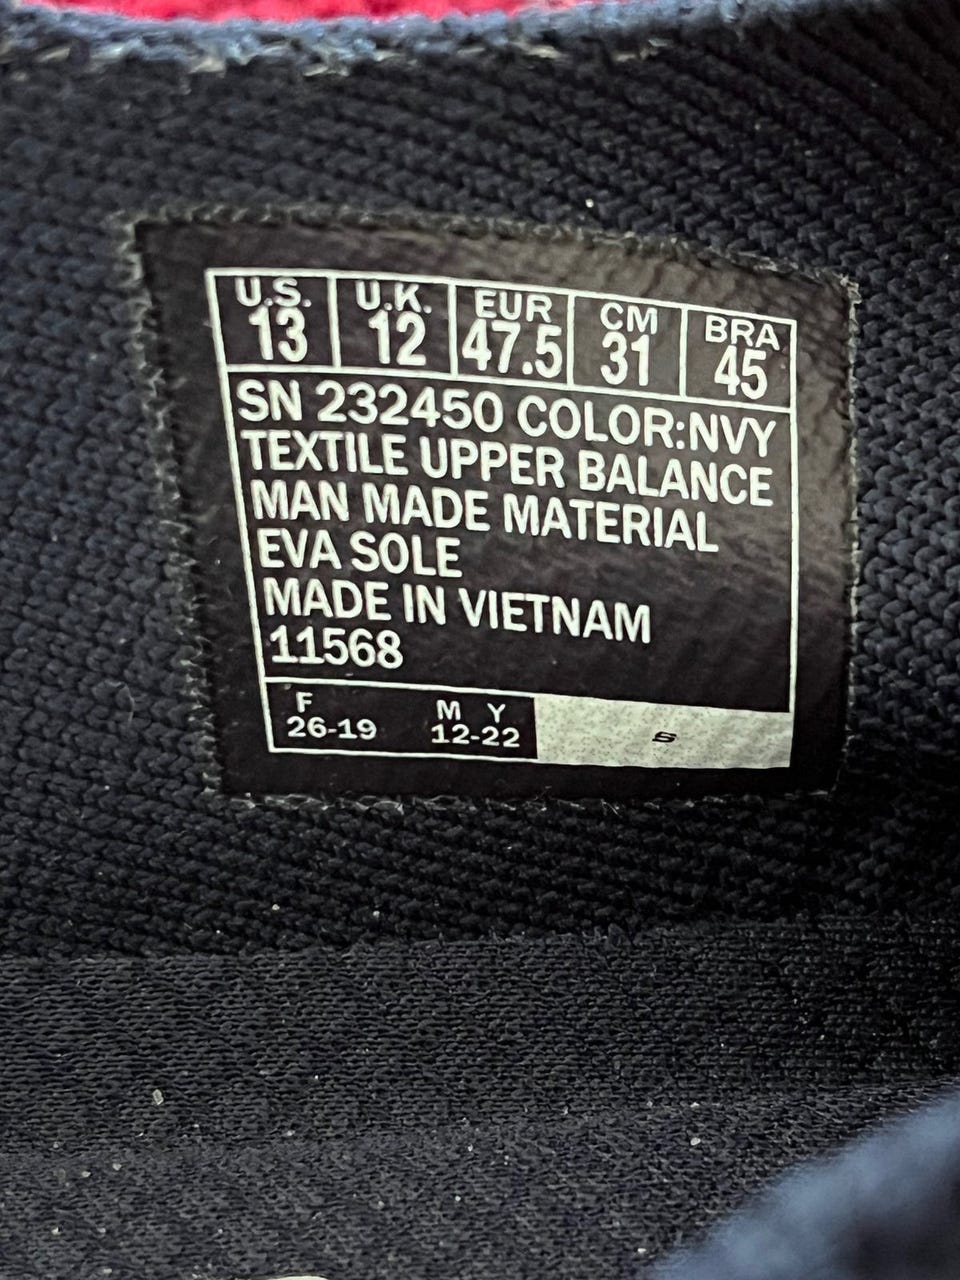 U.S. U.K. EUR CM BRA
13 12 47.5 31 45
SN 232450 COLOR:NVY
TEXTILE UPPER BALANCE
MAN MADE MATERIAL
EVA SOLE
MADE IN VIETNAM
11568
F M Y
26-19 12-22
S